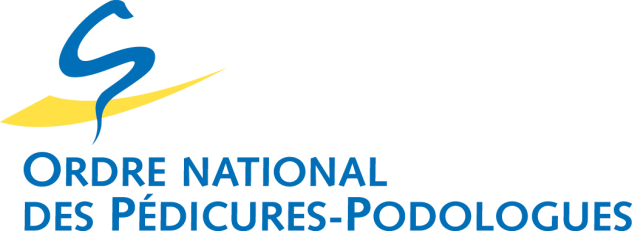 ORDRE NATIONAL
DES PÉDICURES-PODOLOGUES